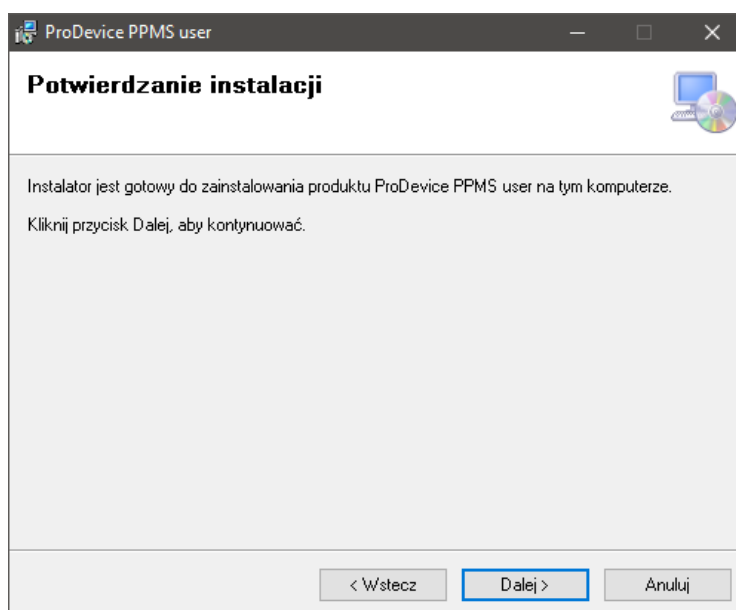 ProDevice PPMS user
Potwierdzanie instalacji
Instalator jest gotowy do zainstalowania produktu ProDevice PPMS user na tym komputerze.
Kliknij przycisk Dalej, aby kontynuować.
< Wstecz
Dalej >
Anuluj